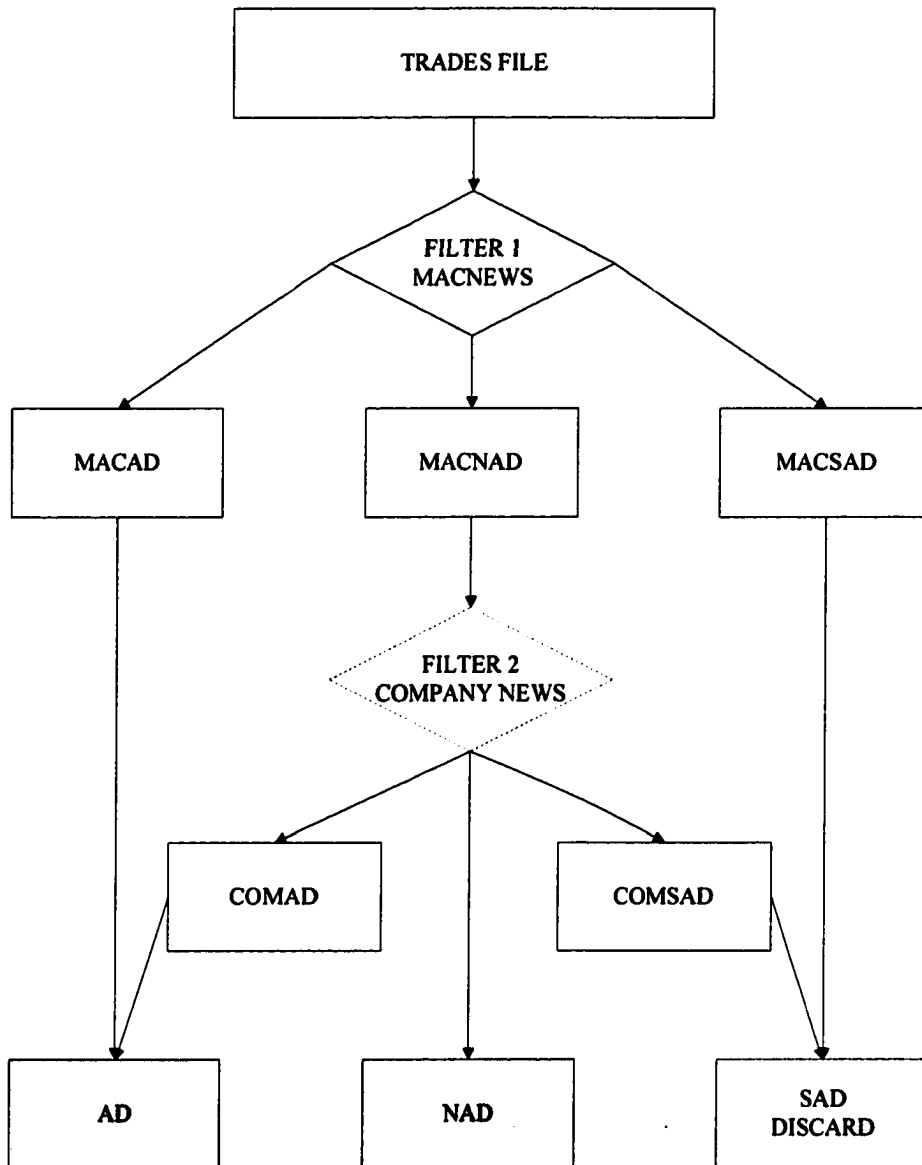 TRADES FILE
FILTER 1
MACNEWS
MACAD
MACNAD
MACSAD
FILTER 2
COMPANY NEWS
COMAD
COMSAD
AD
NAD
SAD
DISCARD